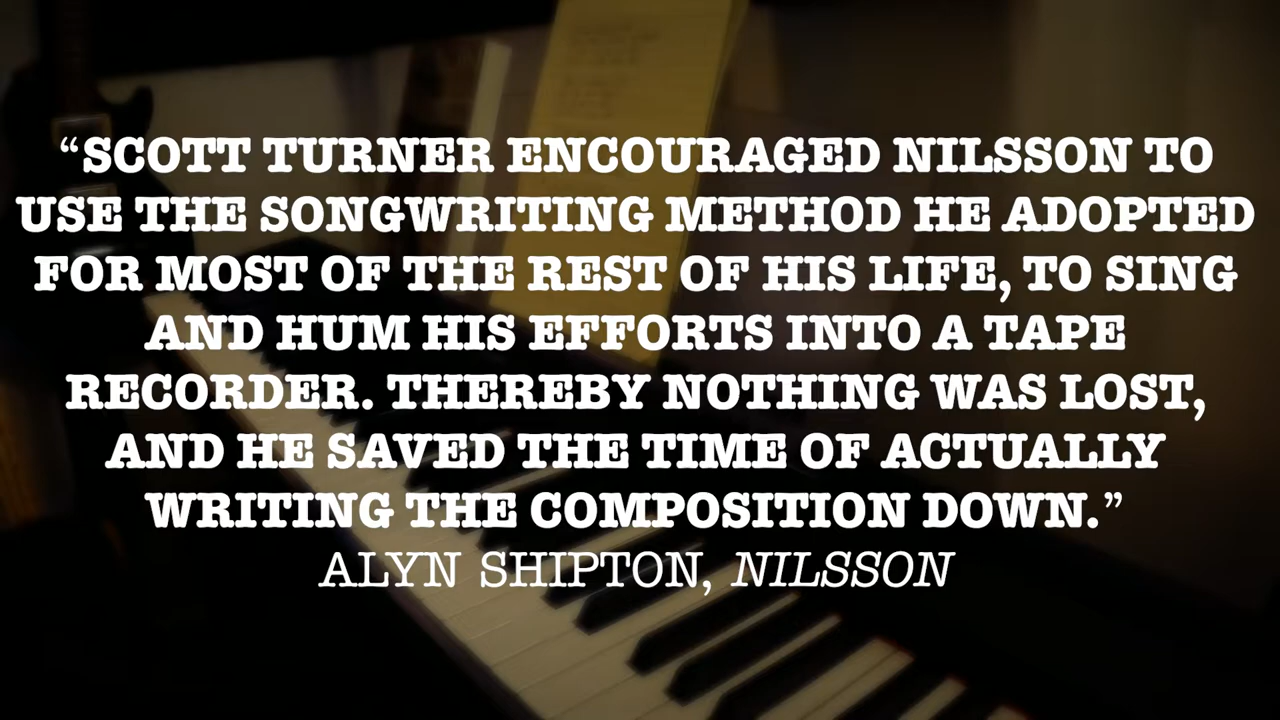 “SCOTT TURNER ENCOURAGED NILSSON TO
USE THE SONGWRITING METHOD HE ADOPTED
FOR MOST OF THE REST OF HIS LIFE, TO SING
AND HUM HIS EFFORTS INTO A TAPE
RECORDER. THEREBY NOTHING WAS LOST,
AND HE SAVED THE TIME OF ACTUALLY
WRITING THE COMPOSITION DOWN.”
ALYN SHIPTON, NILSSON